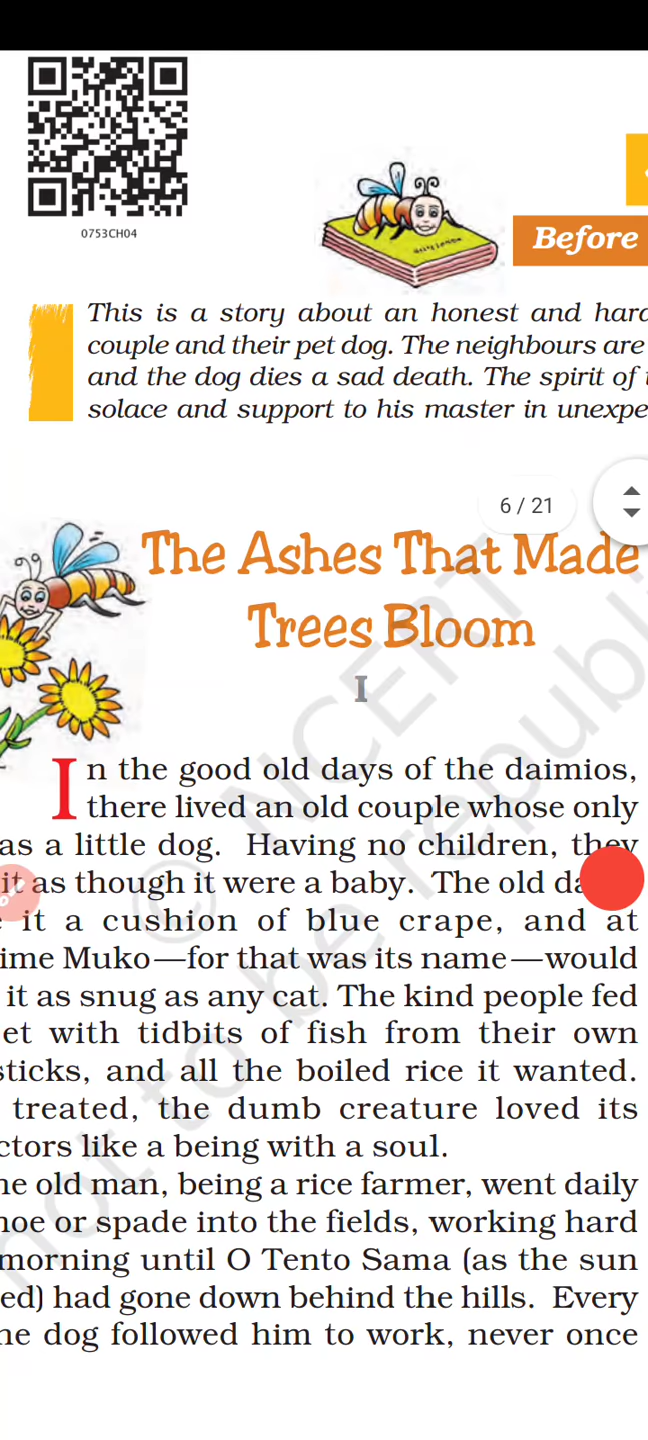 0753CH04
Before
This is a story about an honest and hard
couple and their pet dog. The neighbours are
and the dog dies a sad death. The spirit of
solace and support to his master in unexpe
6 / 21
The Ashes That Made
Trees Bloom
I
In the good old days of the daimios,
there lived an old couple whose only
as a little dog. Having no children, they
it as though it were a baby. The old
it a cushion of blue crape, and at
ime Muko—for that was its name—would
it as snug as any cat. The kind people fed
et with tidbits of fish from their own
sticks, and all the boiled rice it wanted.
treated, the dumb creature loved its
ctors like a being with a soul.
he old man, being a rice farmer, went daily
hoe or spade into the fields, working hard
morning until O Tento Sama (as the sun
ed) had gone down behind the hills. Every
he dog followed him to work, never once
© NCERT
not to be republi